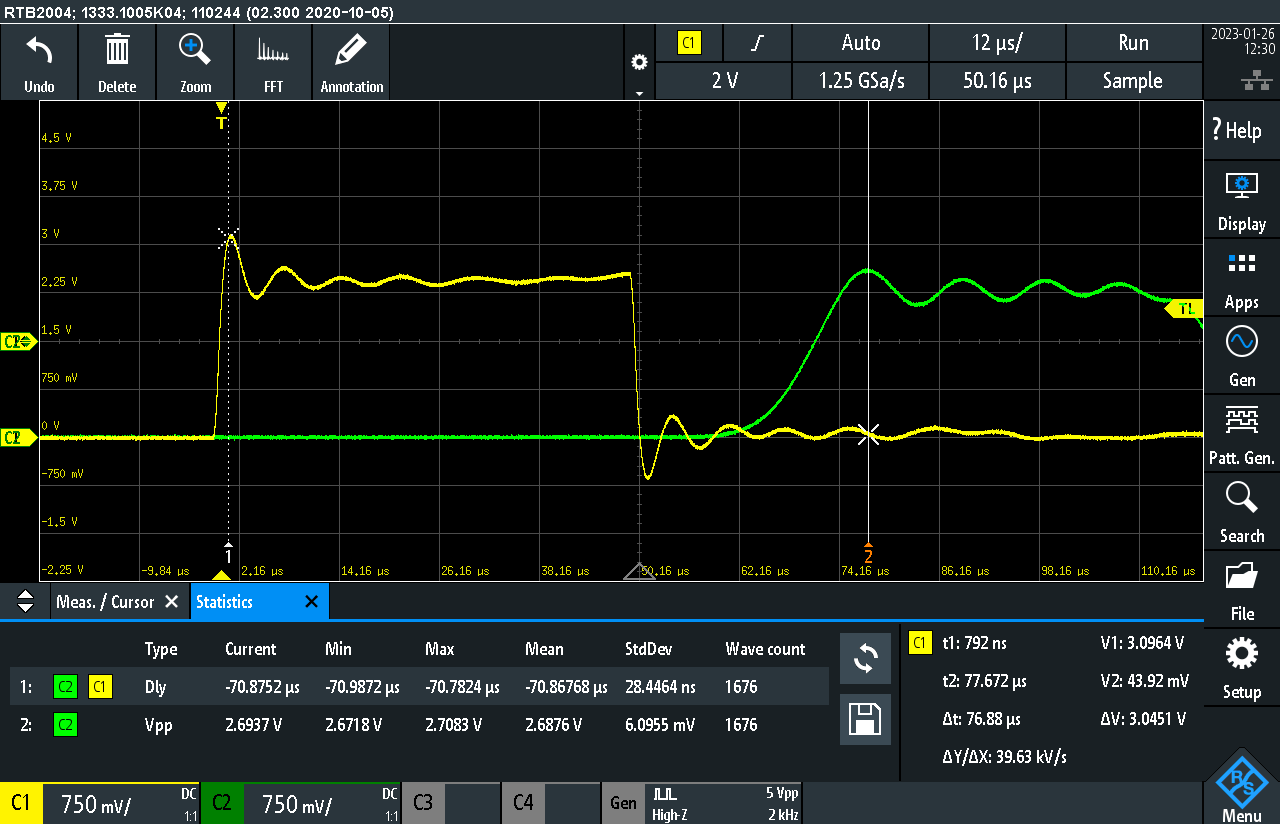 RTB2004; 1333.1005K04; 110244 (02.300 2020-10-05)
Undo
Delete
Zoom
FFT
Annotation
C1
Auto
12 µs/
Run
2 V
1.25 GSa/s
50.16 µs
Sample
2023-01-26
12:30
T
4.5 V
3.75 V
3 V
2.25 V
1.5 V
750 mV
0 V
-750 mV
-1.5 V
-2.25 V
TL
1
2
-9.84 µs
2.16 µs
14.16 µs
26.16 µs
38.16 µs
50.16 µs
62.16 µs
74.16 µs
86.16 µs
98.16 µs
110.16 µs
? Help
Display
Apps
Gen
Patt. Gen.
Search
File
Setup
Menu
Meas. / Cursor
Statistics
Type Current Min Max Mean StdDev Wave count
1: C2 C1 Dly -70.8752 µs -70.9872 µs -70.7824 µs -70.86768 µs 28.4464 ns 1676
2: C2 Vpp 2.6937 V 2.6718 V 2.7083 V 2.6876 V 6.0955 mV 1676
C1 t1: 792 ns V1: 3.0964 V
t2: 77.672 µs V2: 43.92 mV
Δt: 76.88 µs ΔV: 3.0451 V
ΔY/ΔX: 39.63 kV/s
C1 750 mV/ DC 1:1
C2 750 mV/ DC 1:1
C3
C4
Gen
High-Z
5 Vpp
2 kHz
R&S